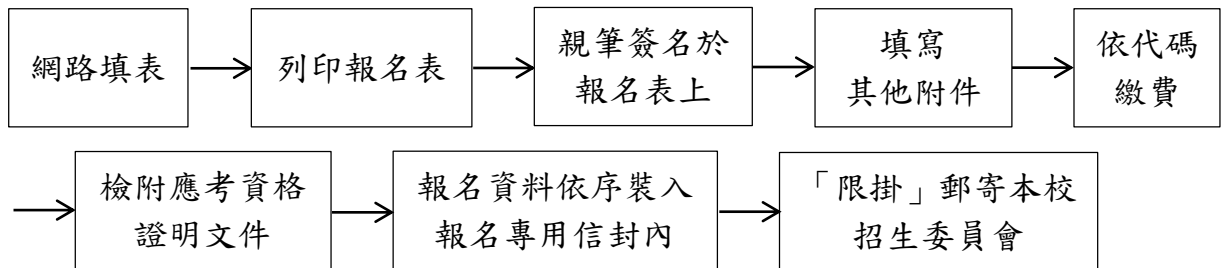 網路填表
列印報名表
親筆簽名於
報名表上
填寫
其他附件
依代碼
繳費
檢附應考資格
證明文件
報名資料依序裝入
報名專用信封內
「限掛」郵寄本校
招生委員會